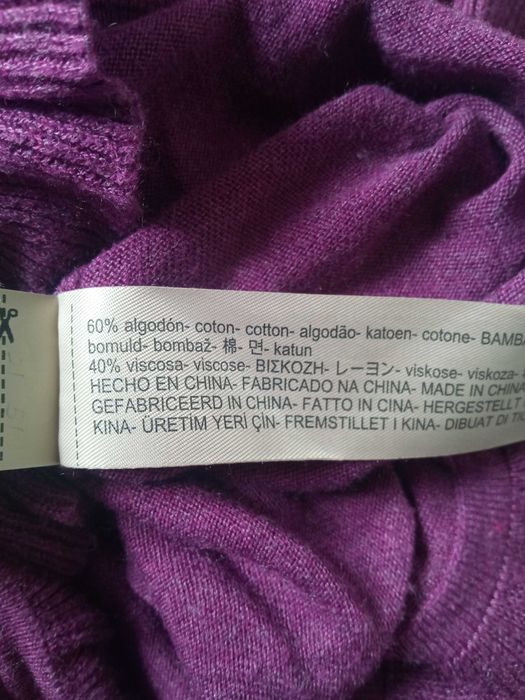 60% algodón- coton- cotton- algodão- katoen- cotone- BAMB
bomuld- bombaž- 棉- 면- katun
40% viscosa- viscose- ΒΙΣΚΟΖΗ- レーヨン- viskose- viskoza-
HECHO EN CHINA- FABRICADO NA CHINA- MADE IN CHINA
GEFABRICEERD IN CHINA- FATTO IN CINA- HERGESTELLT
KINA- ÜRETİM YERİ ÇİN- FREMSTILLET I KINA- DIBUAT DI